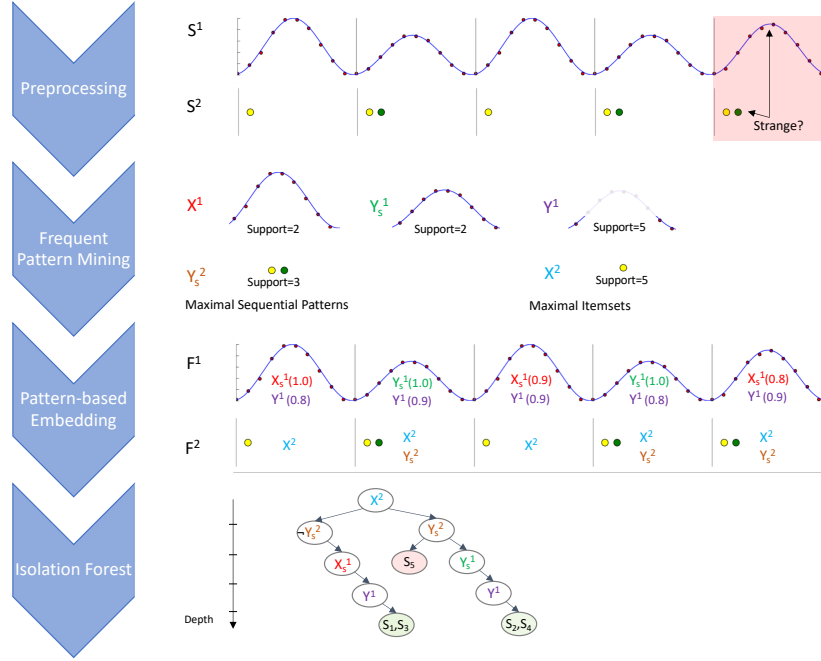 Preprocessing
S1
S2
Strange?
Frequent
Pattern Mining
X1
Support=2
Ys1
Support=2
Y1
Support=5
Ys2
Support=3
X2
Support=5
Maximal Sequential Patterns
Maximal Itemsets
Pattern-based
Embedding
F1
Xs1(1.0)
Y1(0.8)
Ys1(1.0)
Y1(0.9)
Xs1(0.9)
Y1(0.9)
Ys1(1.0)
Y1(0.8)
Xs1(0.8)
Y1(0.9)
F2
X2
X2
Ys2
X2
X2
Ys2
X2
Ys2
Isolation Forest
Depth
X2
¬Ys2
Ys2
Xs1
S5
Ys1
Y1
Y1
S1,S3
S2,S4